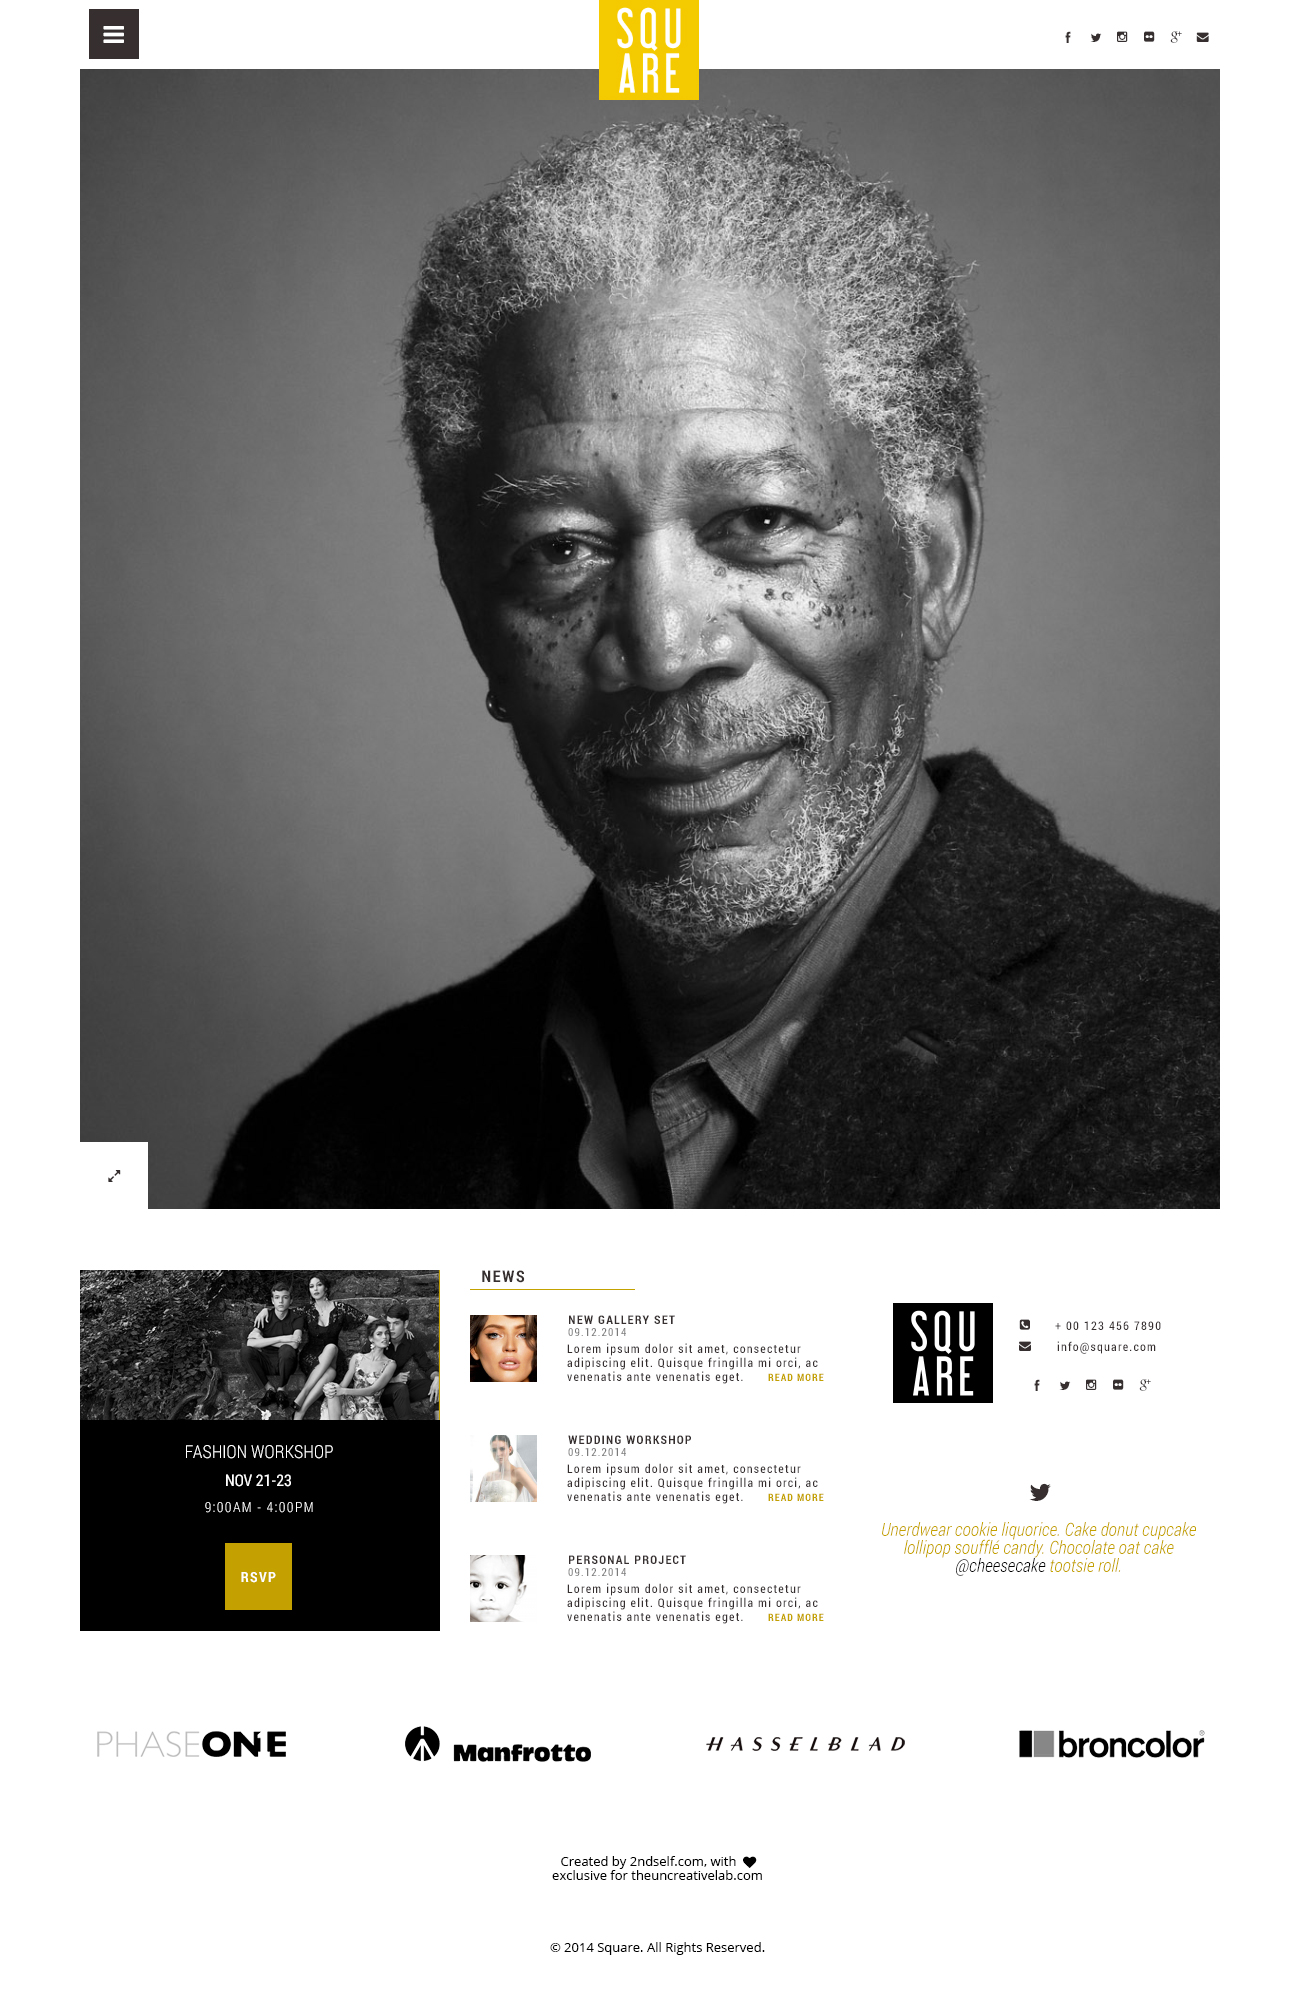 SQU
ARE
FASHION WORKSHOP
NOV 21-23
9:00AM - 4:00PM
RSVP
NEWS
NEW GALLERY SET
09.12.2014
Lorem ipsum dolor sit amet, consectetur
adipiscing elit. Quisque fringilla mi orci, ac
venenatis ante venenatis eget. READ MORE
WEDDING WORKSHOP
09.12.2014
Lorem ipsum dolor sit amet, consectetur
adipiscing elit. Quisque fringilla mi orci, ac
venenatis ante venenatis eget. READ MORE
PERSONAL PROJECT
09.12.2014
Lorem ipsum dolor sit amet, consectetur
adipiscing elit. Quisque fringilla mi orci, ac
venenatis ante venenatis eget. READ MORE
SQU
ARE
+ 00 123 456 7890
info@square.com
Unerdwear cookie liquorice. Cake donut cupcake
lollipop soufflé candy. Chocolate oat cake
@cheesecake tootsie roll.
PHASEONE
Manfrotto
HASSELBLAD
broncolor®
Created by 2ndself.com, with
exclusive for theuncreativelab.com
© 2014 Square. All Rights Reserved.